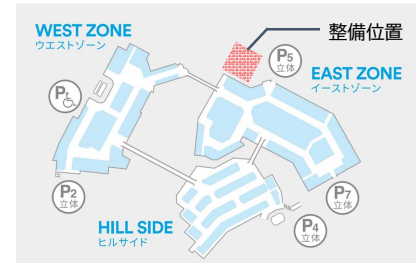 WEST ZONE
ウエストゾーン
整備位置
P5
立体
EAST ZONE
イーストゾーン
P
P2
立体
P7
立体
P4
立体
HILL SIDE
ヒルサイド